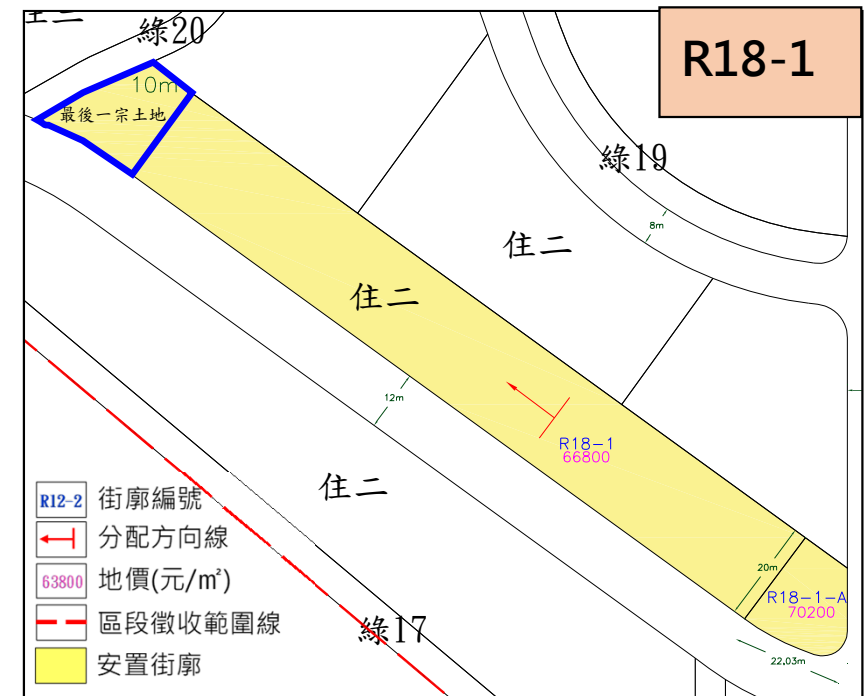 住二
綠20
R18-1
10m
最後一宗土地
綠19
8m
住二
住二
12m
R18-1
66800
住二
R12-2 街廓編號
分配方向線
63800 地價(元/㎡)
區段徵收範圍線
安置街廓
綠17
20m
R18-1-A
70200
22.03m